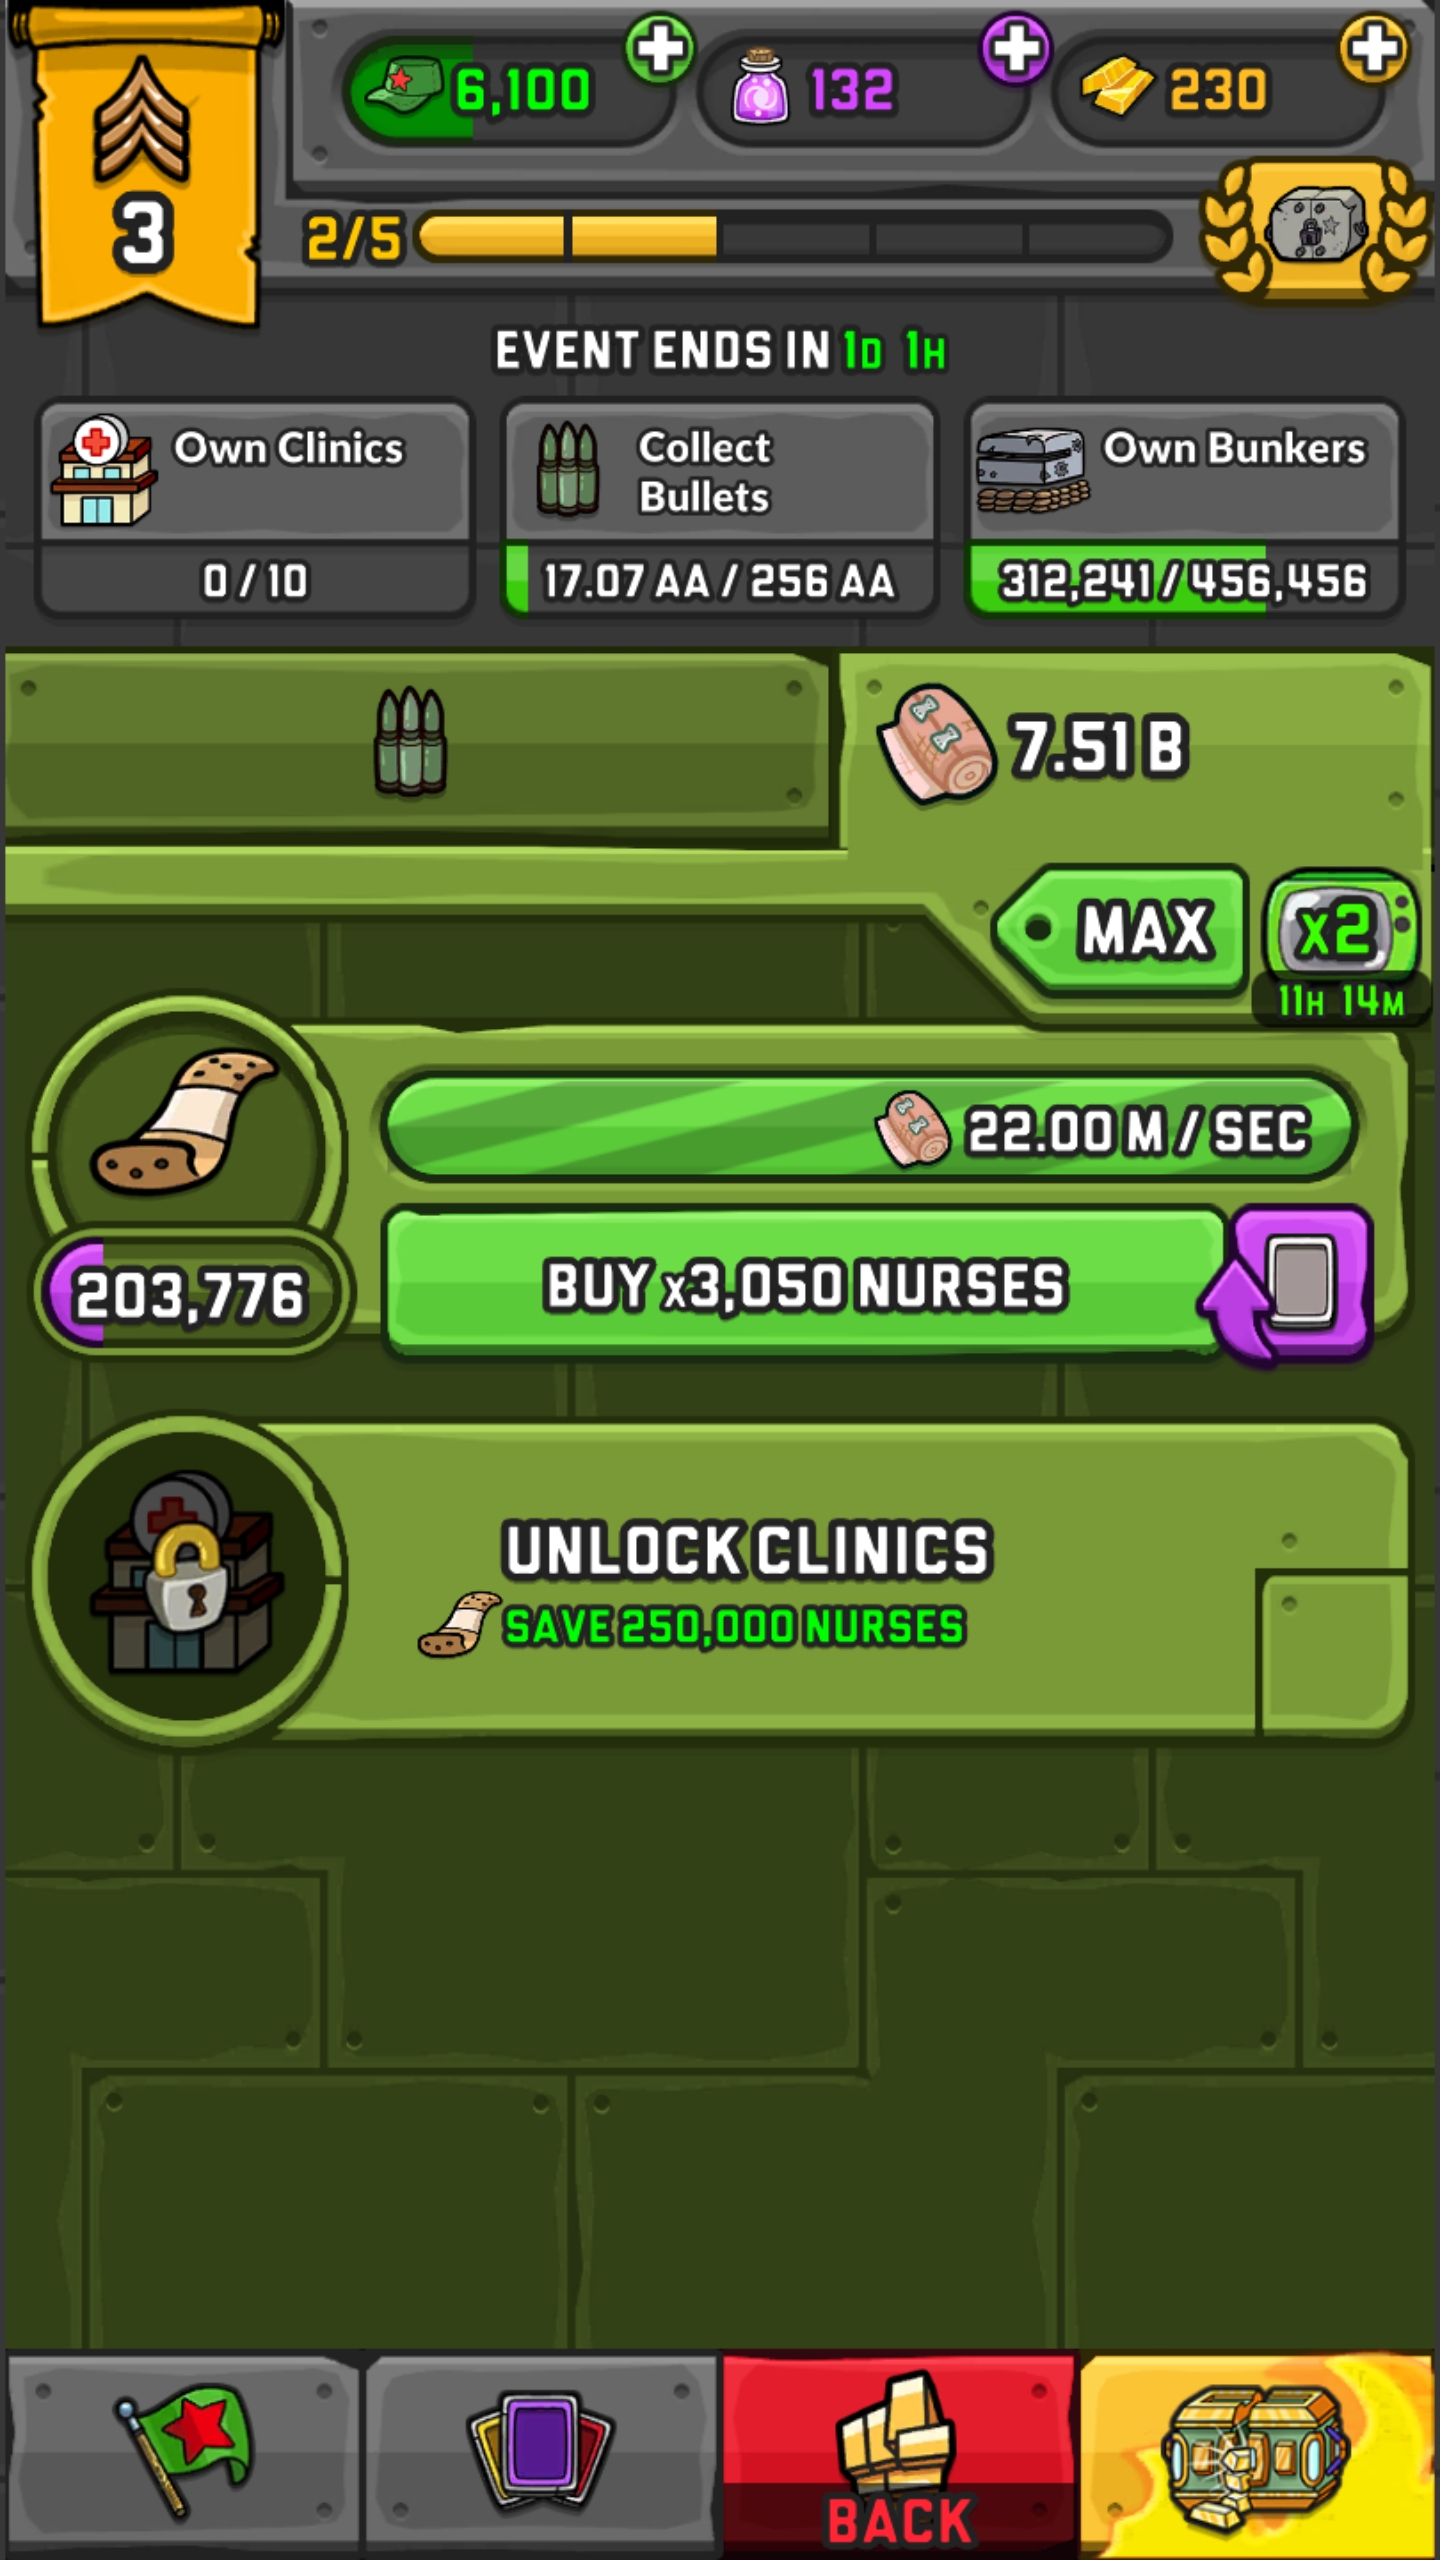 6,100
132
230
3
2/5
EVENT ENDS IN 1D 1H
Own Clinics
0 / 10
Collect
Bullets
17.07 AA / 256 AA
Own Bunkers
312,241 / 456,456
7.51 B
MAX
x2
11H 14M
22.00 M / SEC
203,776
BUY x3,050 NURSES
UNLOCK CLINICS
SAVE 250,000 NURSES
BACK